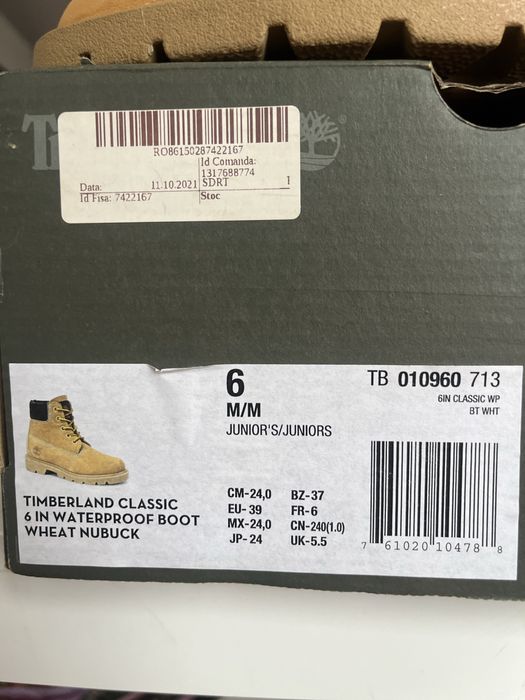 RO86150287422167
Id Comanda:
1317688774
Data: 11.10.2021 SDRT 1
Id Fisa: 7422167 Stoc
6
M/M
JUNIOR'S/JUNIORS
TB 010960 713
6IN CLASSIC WP
BT WHT
TIMBERLAND CLASSIC
6 IN WATERPROOF BOOT
WHEAT NUBUCK
CM-24,0 BZ-37
EU-39 FR-6
MX-24,0 CN-240(1.0)
JP-24 UK-5.5
7 61020 10478 8